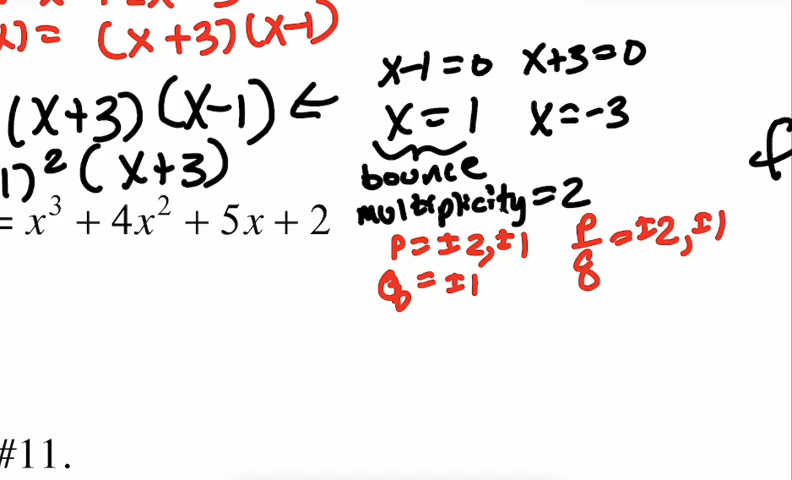 x) = (x+3)(x-1)
(x+3)(x-1) ←
1)² (x+3)
= x³ + 4x² + 5x + 2
x-1=0 x+3=0
x=1 x=-3
bounce
multiplicity=2
P=±2,±1 P/q=±2,±1
q=±1
f
#11.